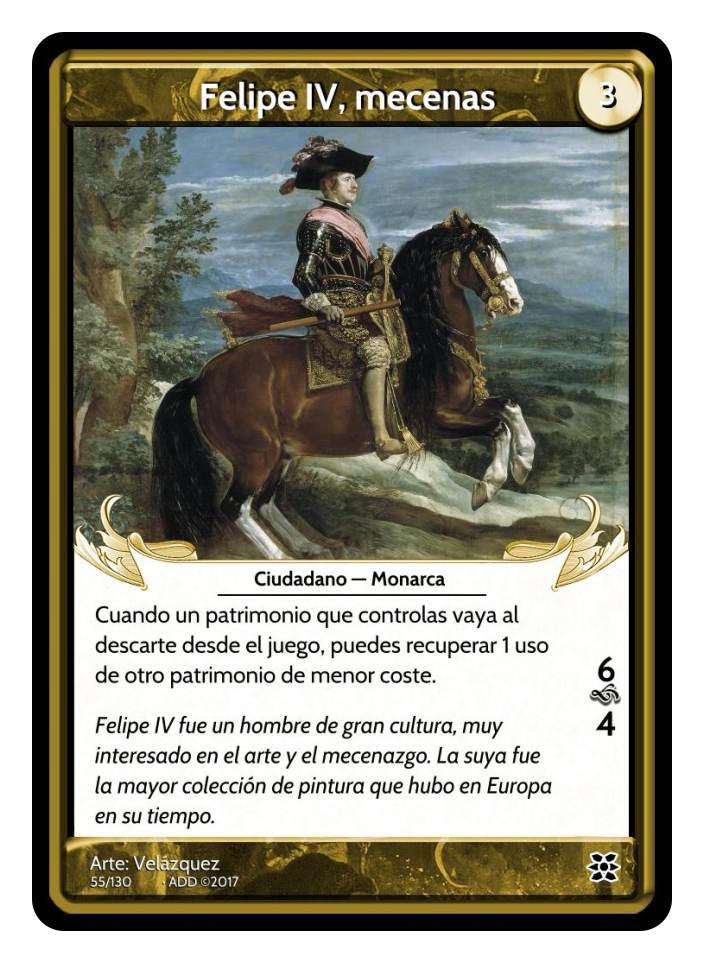 Felipe IV, mecenas
3
Ciudadano — Monarca
Cuando un patrimonio que controlas vaya al
descarte desde el juego, puedes recuperar 1 uso
de otro patrimonio de menor coste.
Felipe IV fue un hombre de gran cultura, muy
interesado en el arte y el mecenazgo. La suya fue
la mayor colección de pintura que hubo en Europa
en su tiempo.
6
4
Arte: Velázquez
55/130 · ADD ©2017